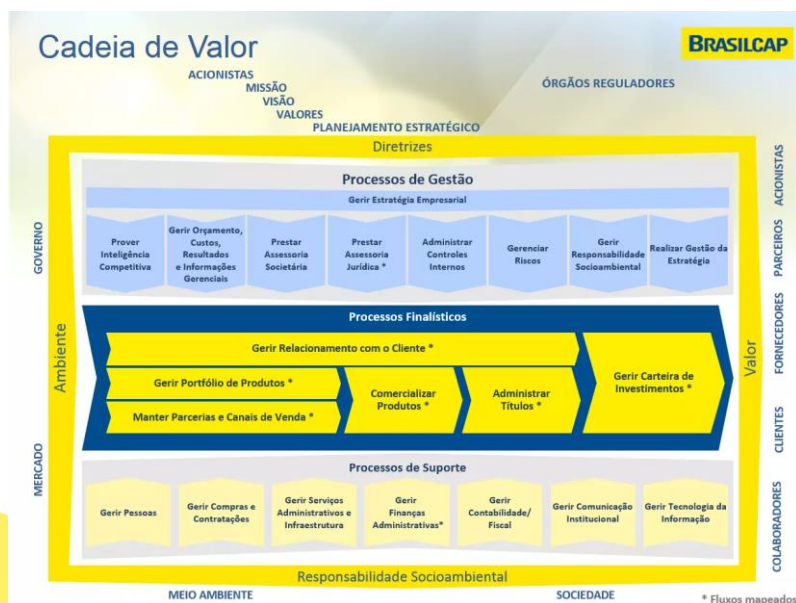 Cadeia de Valor
BRASILCAP
ACIONISTAS
MISSÃO
VISÃO
VALORES
PLANEJAMENTO ESTRATÉGICO
ÓRGÃOS REGULADORES
Diretrizes
Processos de Gestão
Gerir Estratégia Empresarial
Prover
Inteligência
Competitiva
Gerir Orçamento,
Custos,
Resultados
e Informações
Gerenciais
Prestar
Assessoria
Societária
Prestar
Assessoria
Jurídica *
Administrar
Controles
Internos
Gerenciar
Riscos
Gerir
Responsabilidade
Socioambiental
Realizar Gestão da
Estratégia
GOVERNO
MERCADO
Ambiente
Processos Finalísticos
Gerir Relacionamento com o Cliente *
Gerir Portfólio de Produtos *
Manter Parcerias e Canais de Venda *
Comercializar
Produtos *
Administrar
Títulos *
Gerir Carteira de
Investimentos *
Valor
ACIONISTAS
PARCEIROS
FORNECEDORES
CLIENTES
COLABORADORES
Processos de Suporte
Gerir Pessoas
Gerir Compras e
Contratações
Gerir Serviços
Administrativos e
Infraestrutura
Gerir
Finanças
Administrativas*
Gerir
Contabilidade/
Fiscal
Gerir Comunicação
Institucional
Gerir Tecnologia da
Informação
Responsabilidade Socioambiental
MEIO AMBIENTE
SOCIEDADE
* Fluxos mapeados